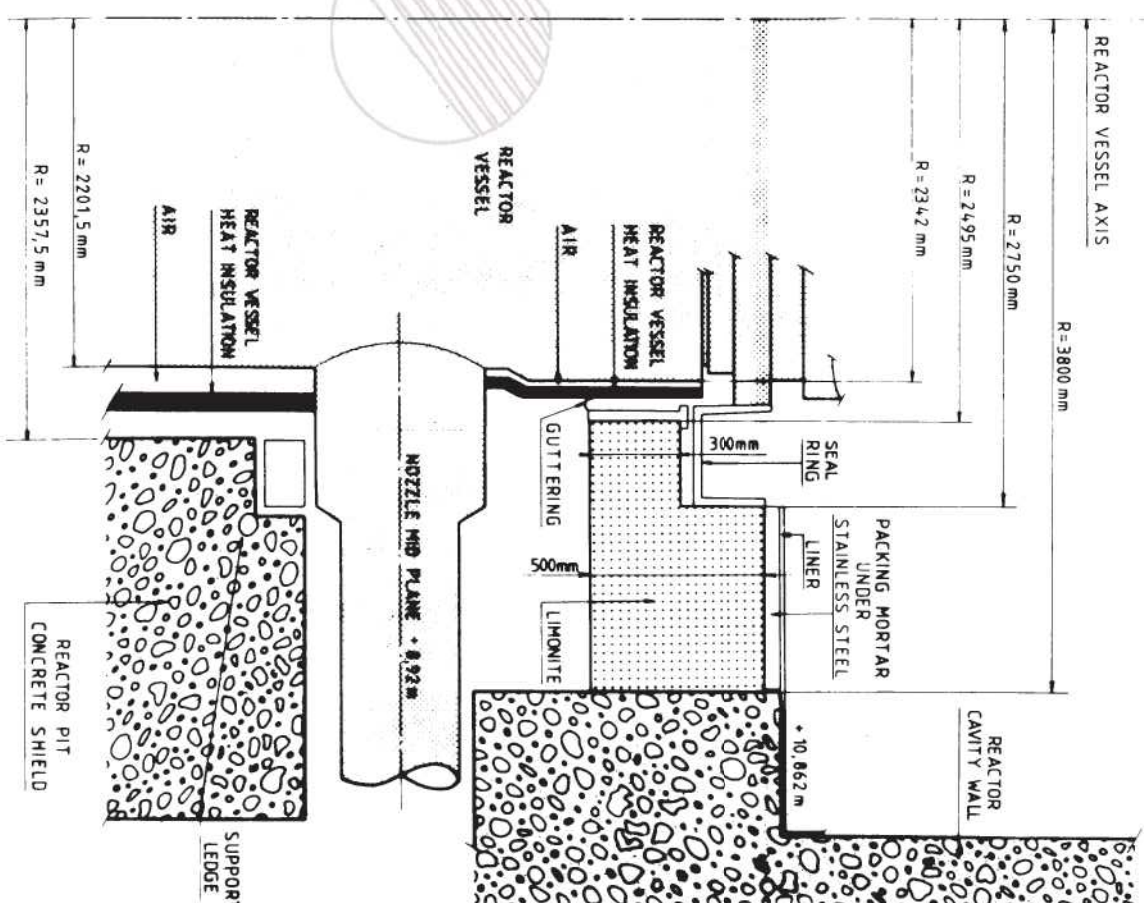 REACTOR VESSEL AXIS
R = 3800 mm
R = 2750 mm
R = 2495 mm
R = 2342 mm
R = 2201,5 mm
R = 2357,5 mm
REACTOR
VESSEL
REACTOR VESSEL
HEAT INSULATION
AIR
REACTOR VESSEL
HEAT INSULATION
AIR
SEAL
RING
300mm
GUTTERING
PACKING MORTAR
UNDER
STAINLESS STEEL
LINER
500mm
LIMONITE
NOZZLE MID PLANE + 8,92 m
REACTOR
CAVITY WALL
+ 10,862 m
REACTOR PIT
CONCRETE SHIELD
SUPPORT
LEDGE